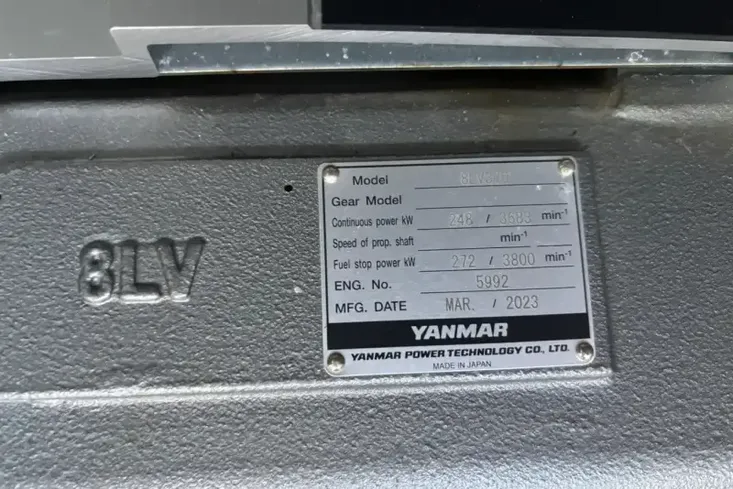 8LV
Model
Gear Model
Continuous power kW 248 / 3683 min⁻¹
Speed of prop. shaft min⁻¹
Fuel stop power kW 272 / 3800 min⁻¹
ENG. No. 5992
MFG. DATE MAR. / 2023
YANMAR
YANMAR POWER TECHNOLOGY CO., LTD.
MADE IN JAPAN